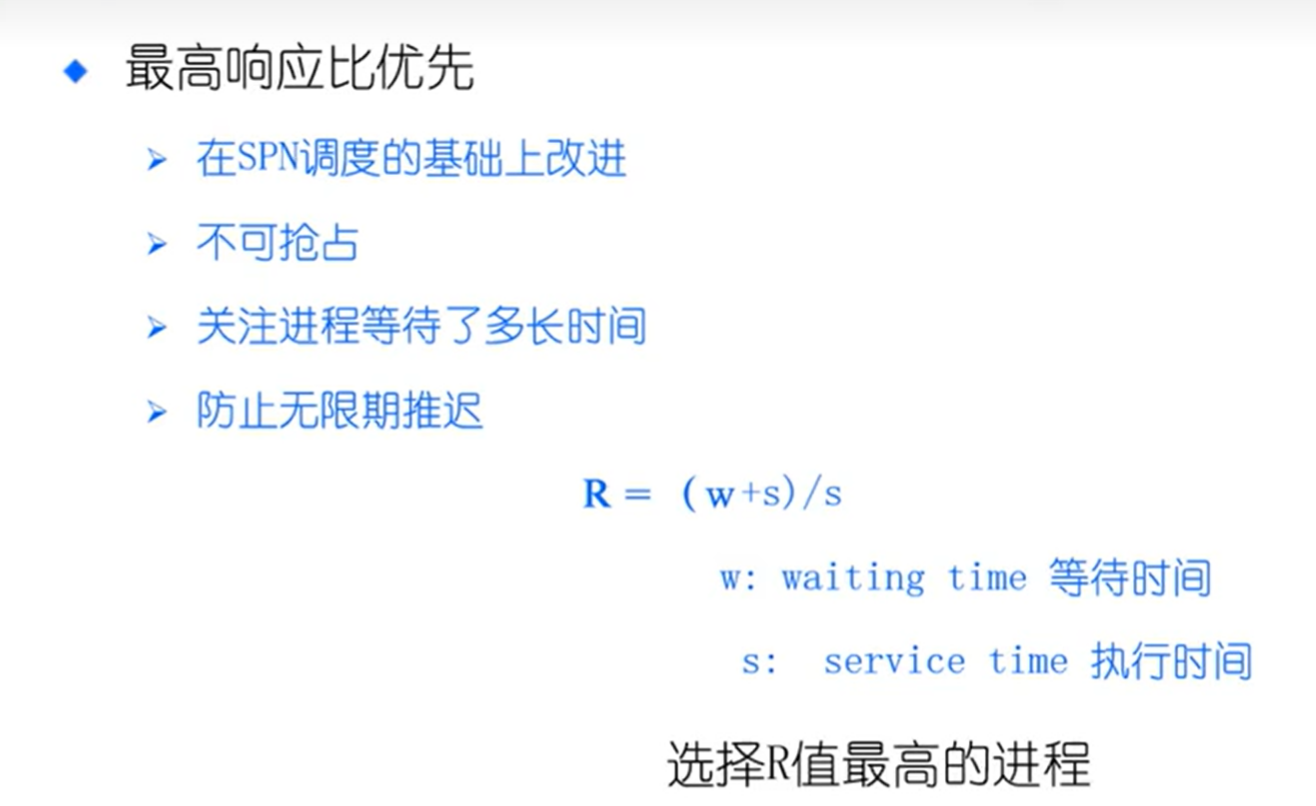 最高响应比优先
在SPN调度的基础上改进
不可抢占
关注进程等待了多长时间
防止无限期推迟
R = (w+s)/s
w: waiting time 等待时间
s: service time 执行时间
选择R值最高的进程